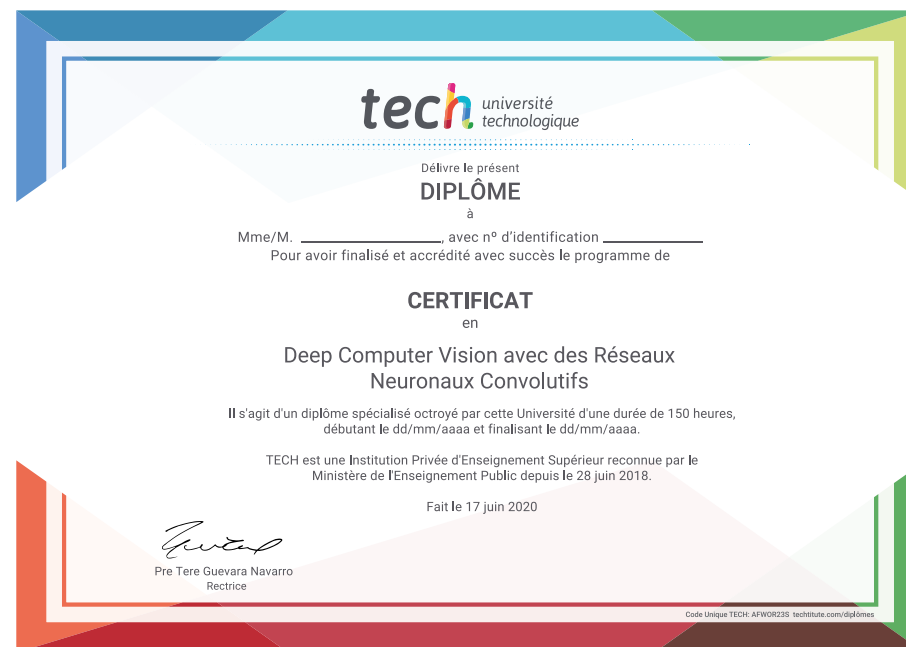 tech université
technologique
Délivre le présent
DIPLÔME
à
Mme/M. ____________________, avec nº d'identification ______________
Pour avoir finalisé et accrédité avec succès le programme de
CERTIFICAT
en
Deep Computer Vision avec des Réseaux
Neuronaux Convolutifs
Il s'agit d'un diplôme spécialisé octroyé par cette Université d'une durée de 150 heures,
débutant le dd/mm/aaaa et finalisant le dd/mm/aaaa.
TECH est une Institution Privée d'Enseignement Supérieur reconnue par le
Ministère de l'Enseignement Public depuis le 28 juin 2018.
Fait le 17 juin 2020
Pre Tere Guevara Navarro
Rectrice
Code Unique TECH: AFWOR23S techtitute.com/diplômes